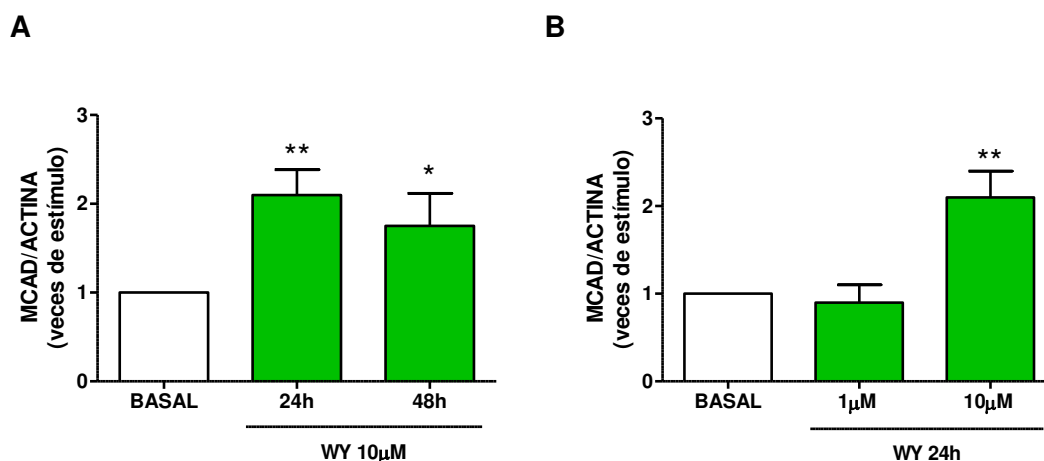 A
MCAD/ACTINA
(veces de estímulo)
3
2
1
0
**
*
BASAL
24h
48h
WY 10μM
B
MCAD/ACTINA
(veces de estímulo)
3
2
1
0
**
BASAL
1μM
10μM
WY 24h